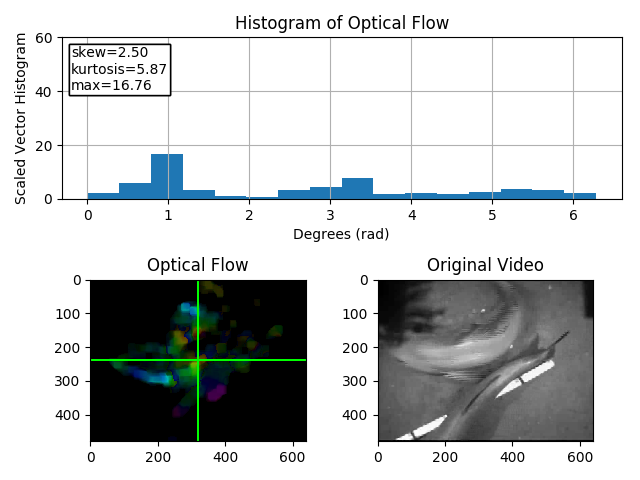 Histogram of Optical Flow
Scaled Vector Histogram
60
40
20
0
skew=2.50
kurtosis=5.87
max=16.76
0 1 2 3 4 5 6
Degrees (rad)
Optical Flow
0
100
200
300
400
0 200 400 600
Original Video
0
100
200
300
400
0 200 400 600